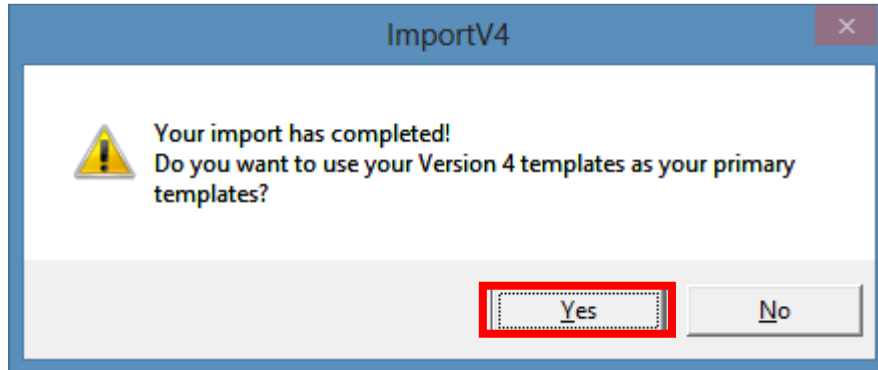 ImportV4
Your import has completed!
Do you want to use your Version 4 templates as your primary
templates?
Yes
No